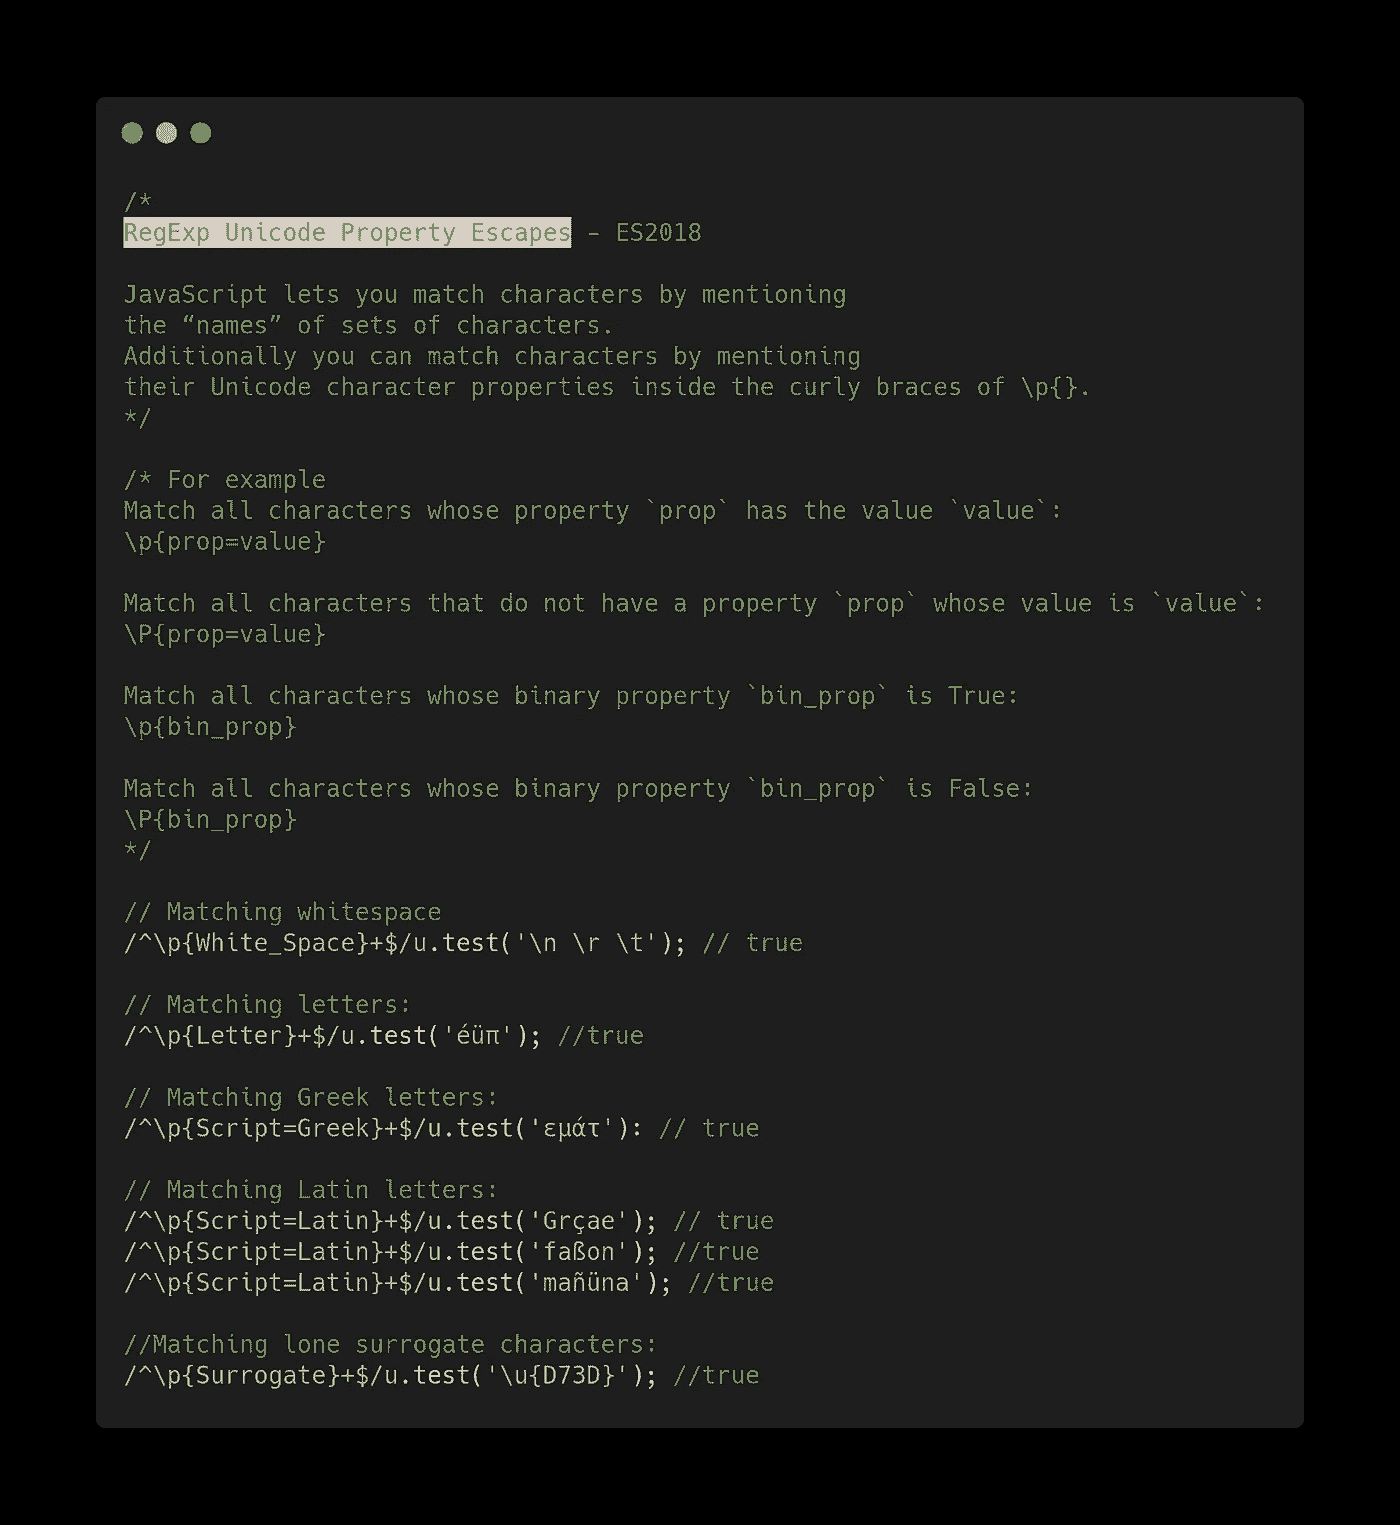 /*
RegExp Unicode Property Escapes – ES2018
JavaScript lets you match characters by mentioning
the “names” of sets of characters.
Additionally you can match characters by mentioning
their Unicode character properties inside the curly braces of \p{}.
*/
/* For example
Match all characters whose property `prop` has the value `value`:
\p{prop=value}
Match all characters that do not have a property `prop` whose value is `value`:
\P{prop=value}
Match all characters whose binary property `bin_prop` is True:
\p{bin_prop}
Match all characters whose binary property `bin_prop` is False:
\P{bin_prop}
*/
// Matching whitespace
/^\p{White_Space}+$/u.test('\n \r \t'); // true
// Matching letters:
/^\p{Letter}+$/u.test('éüπ'); //true
// Matching Greek letters:
/^\p{Script=Greek}+$/u.test('εμάτ'): // true
// Matching Latin letters:
/^\p{Script=Latin}+$/u.test('Grçae'); // true
/^\p{Script=Latin}+$/u.test('faßon'); //true
/^\p{Script=Latin}+$/u.test('mañüna'); //true
//Matching lone surrogate characters:
/^\p{Surrogate}+$/u.test('\u{D73D}'); //true